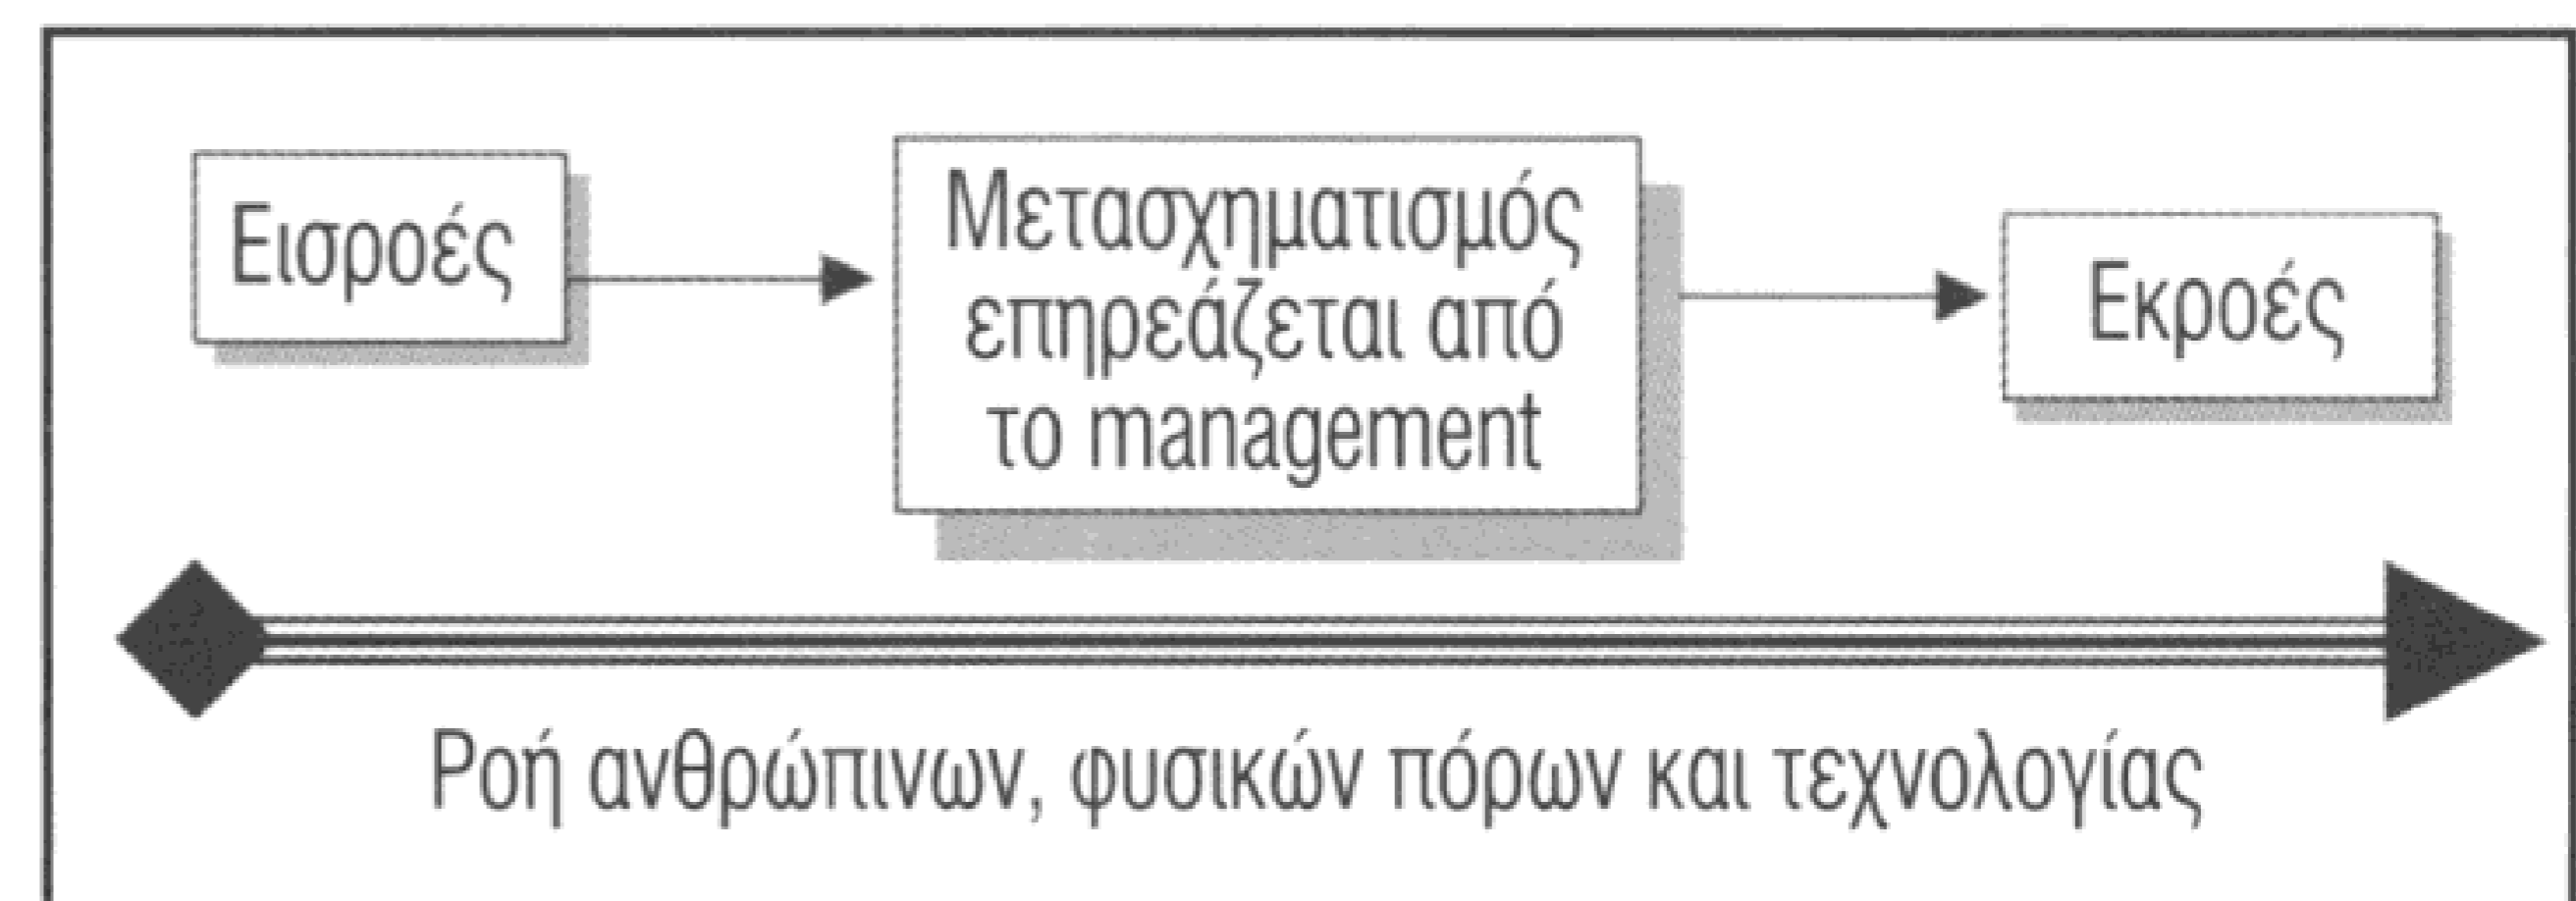 Εισροές
Μετασχηματισμός
επηρεάζεται από
το management
Εκροές
Ροή ανθρώπινων, φυσικών πόρων και τεχνολογίας